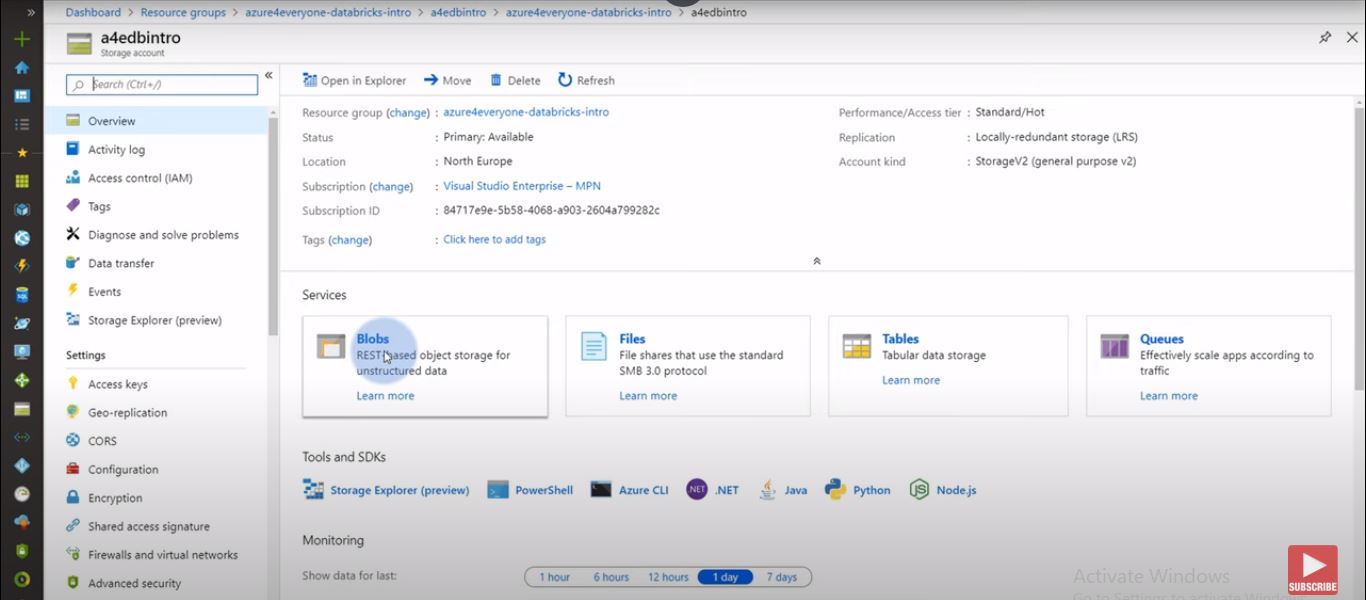 » Dashboard > Resource groups > azure4everyone-databricks-intro > a4edbintro > azure4everyone-databricks-intro > a4edbintro
a4edbintro
Storage account
Search (Ctrl+/)
«
Overview
Activity log
Access control (IAM)
Tags
Diagnose and solve problems
Data transfer
Events
Storage Explorer (preview)
Settings
Access keys
Geo-replication
CORS
Configuration
Encryption
Shared access signature
Firewalls and virtual networks
Advanced security
Open in Explorer Move Delete Refresh
Resource group (change) : azure4everyone-databricks-intro
Status : Primary: Available
Location : North Europe
Subscription (change) : Visual Studio Enterprise – MPN
Subscription ID : 84717e9e-5b58-4068-a903-2604a799282c
Tags (change) : Click here to add tags
Performance/Access tier : Standard/Hot
Replication : Locally-redundant storage (LRS)
Account kind : StorageV2 (general purpose v2)
Services
Blobs
REST-based object storage for
unstructured data
Learn more
Files
File shares that use the standard
SMB 3.0 protocol
Learn more
Tables
Tabular data storage
Learn more
Queues
Effectively scale apps according to
traffic
Learn more
Tools and SDKs
Storage Explorer (preview) PowerShell Azure CLI .NET Java Python Node.js
Monitoring
Show data for last: 1 hour 6 hours 12 hours 1 day 7 days
SUBSCRIBE
Activate Windows
Go to Settings to activate Windows